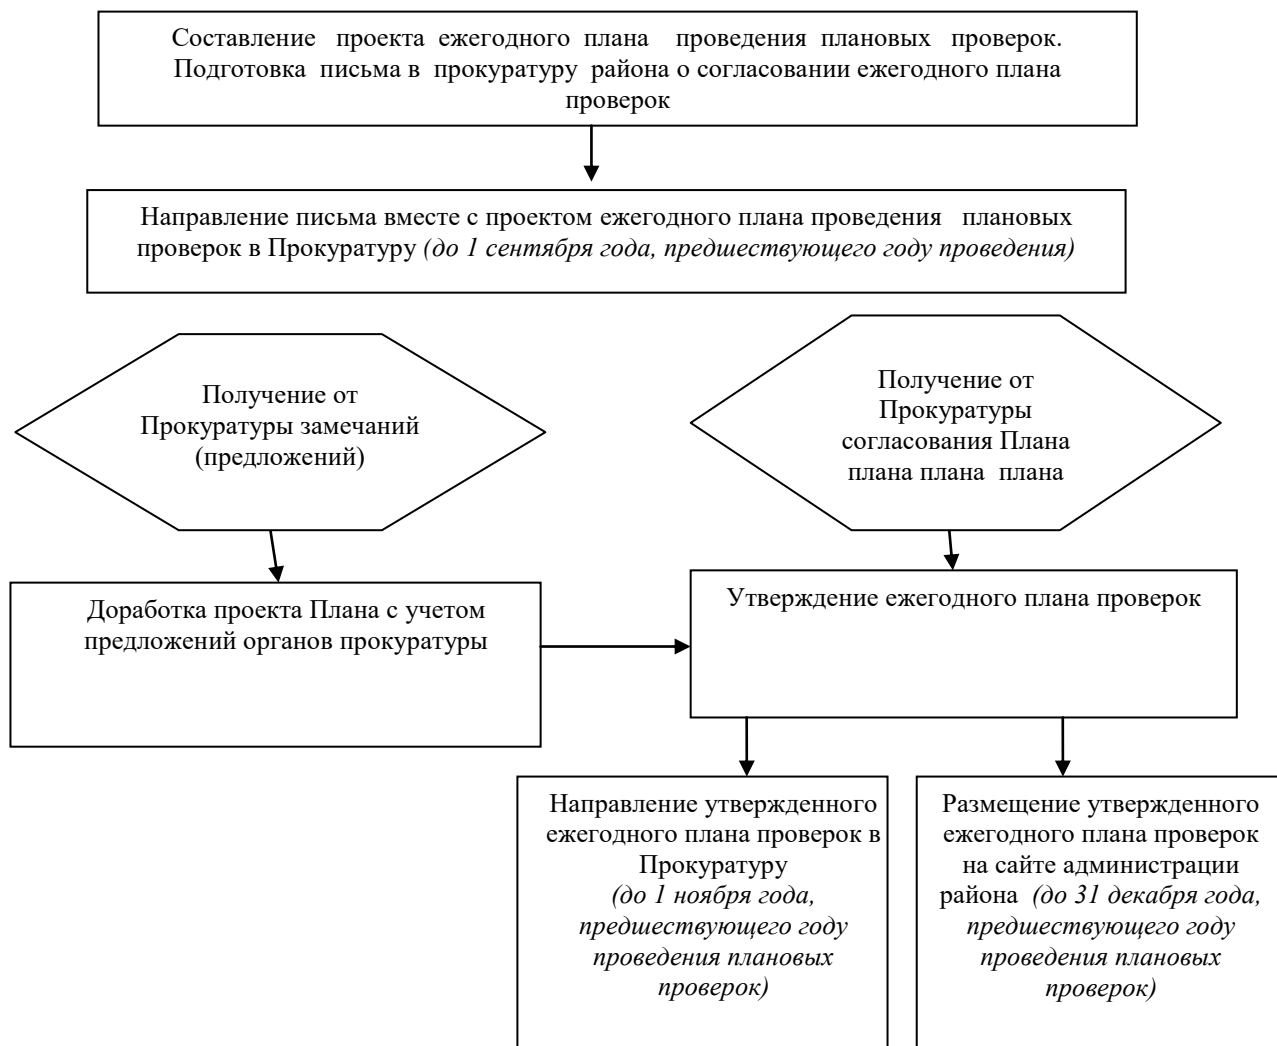 Составление проекта ежегодного плана проведения плановых проверок.
Подготовка письма в прокуратуру района о согласовании ежегодного плана
проверок
Направление письма вместе с проектом ежегодного плана проведения плановых
проверок в Прокуратуру (до 1 сентября года, предшествующего году проведения)
Получение от
Прокуратуры замечаний
(предложений)
Получение от
Прокуратуры
согласования Плана
плана плана плана
Доработка проекта Плана с учетом
предложений органов прокуратуры
Утверждение ежегодного плана проверок
Направление утвержденного
ежегодного плана проверок в
Прокуратуру
(до 1 ноября года,
предшествующего году
проведения плановых
проверок)
Размещение утвержденного
ежегодного плана проверок
на сайте администрации
района (до 31 декабря года,
предшествующего году
проведения плановых
проверок)